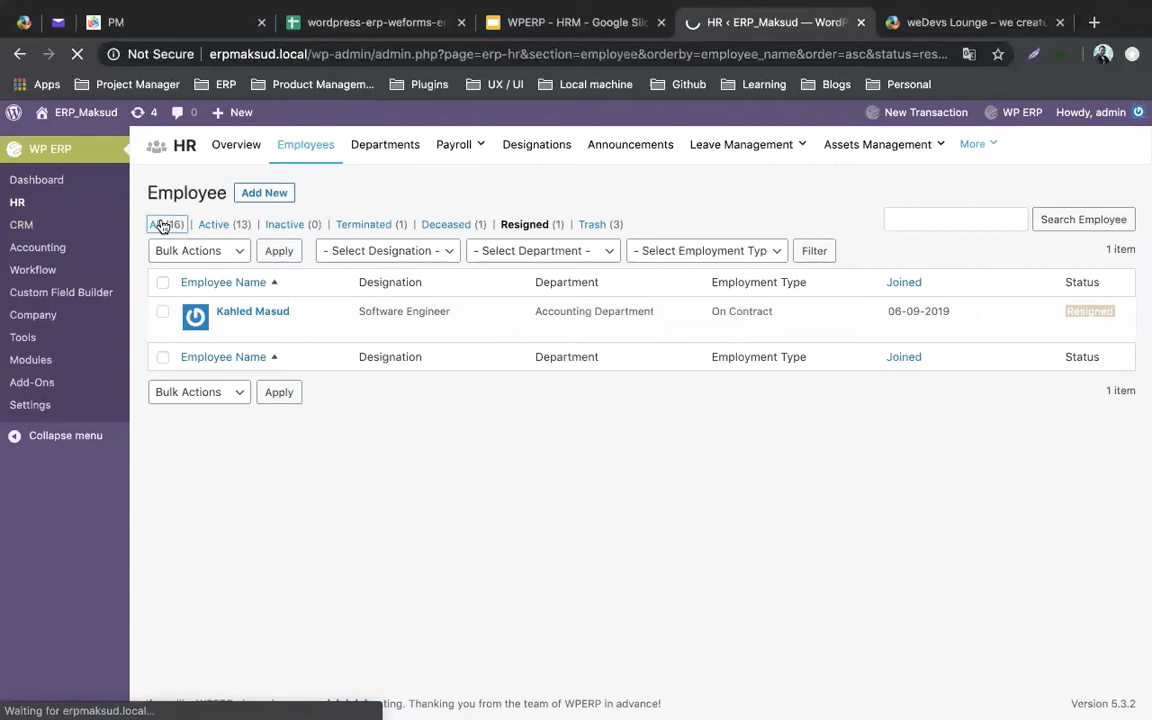 PM
wordpress-erp-weforms-er
WPERP - HRM - Google Slid
HR ‹ ERP_Maksud — WordP
weDevs Lounge – we create
Not Secure
erpmaksud.local/wp-admin/admin.php?page=erp-hr&section=employee&orderby=employee_name&order=asc&status=res...
Apps
Project Manager
ERP
Product Managem...
Plugins
UX / UI
Local machine
Github
Learning
Blogs
Personal
ERP_Maksud
4
0
New
New Transaction
WP ERP
Howdy, admin
WP ERP
HR Overview Employees Departments Payroll Designations Announcements Leave Management Assets Management More
Dashboard
HR
CRM
Accounting
Workflow
Custom Field Builder
Company
Tools
Modules
Add-Ons
Settings
Collapse menu
Employee Add New
(16) | Active (13) | Inactive (0) | Terminated (1) | Deceased (1) | Resigned (1) | Trash (3)
Search Employee
Bulk Actions Apply - Select Designation - - Select Department - - Select Employment Typ Filter
1 item
Employee Name Designation Department Employment Type Joined Status
Kahled Masud Software Engineer Accounting Department On Contract 06-09-2019 Resigned
Employee Name Designation Department Employment Type Joined Status
Bulk Actions Apply
1 item
ting. Thank you from the team of WPERP in advance!
Version 5.3.2
Waiting for erpmaksud.local...